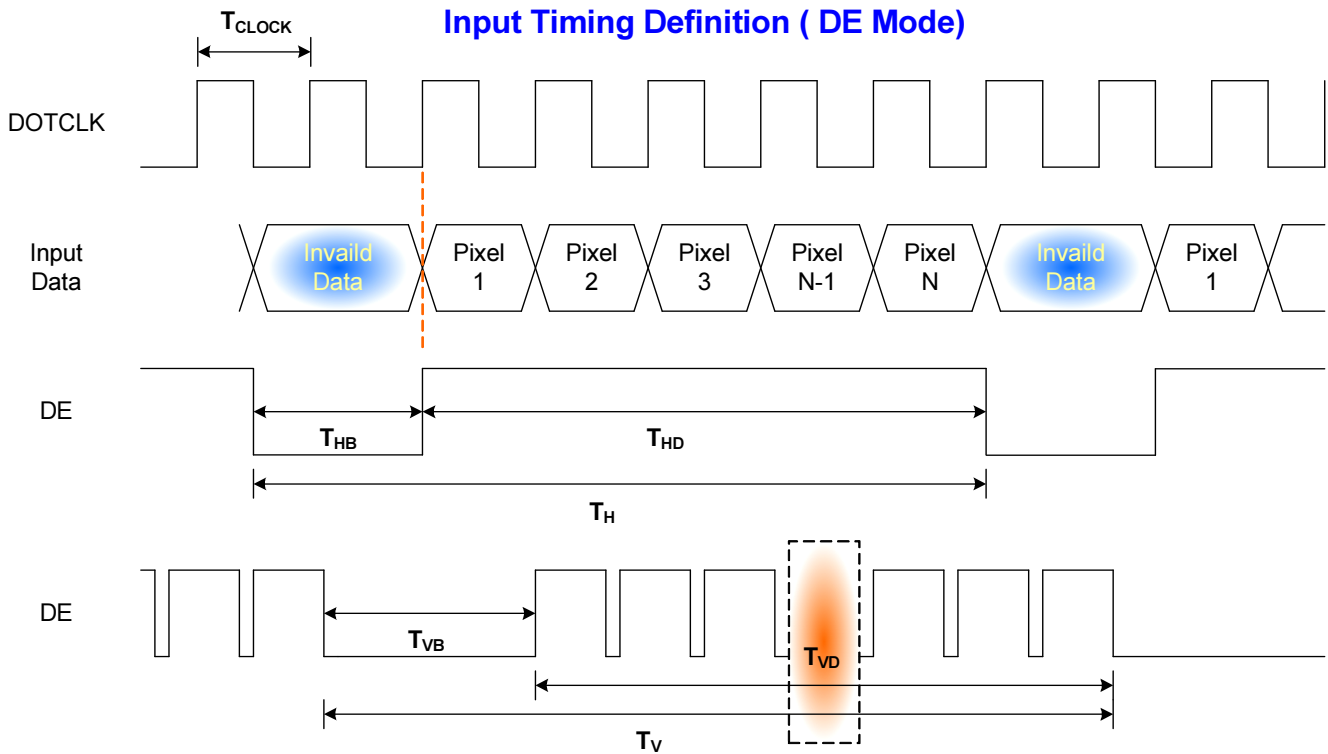 Input Timing Definition ( DE Mode)
TCLOCK
DOTCLK
Input
Data
Invaild
Data
Pixel
1
Pixel
2
Pixel
3
Pixel
N-1
Pixel
N
Invaild
Data
Pixel
1
DE
THB
THD
TH
DE
TVB
TVD
TV